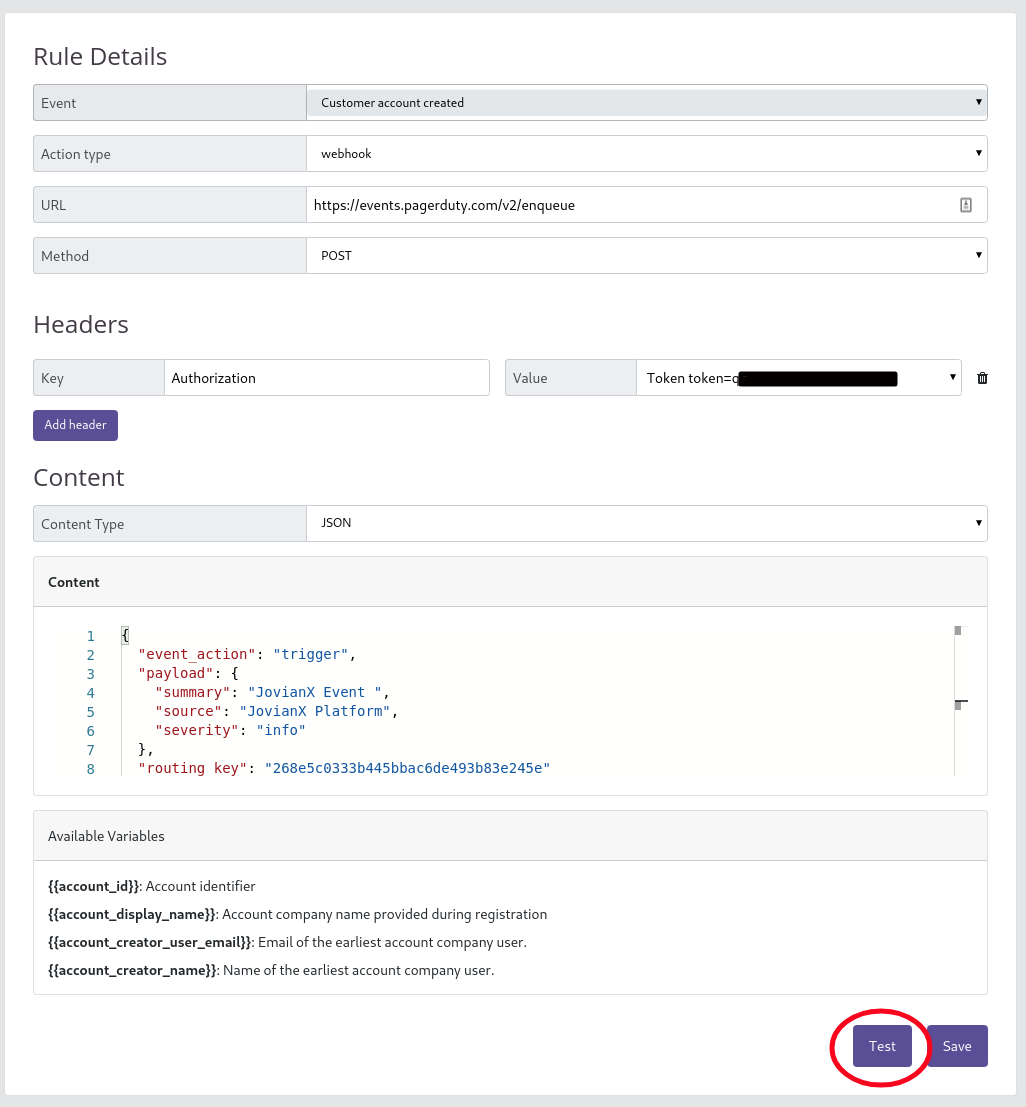 Rule Details
Event Customer account created
Action type webhook
URL https://events.pagerduty.com/v2/enqueue
Method POST
Headers
Key Authorization Value Token token=q
Add header
Content
Content Type JSON
Content
1 {
2 "event_action": "trigger",
3 "payload": {
4 "summary": "JovianX Event ",
5 "source": "JovianX Platform",
6 "severity": "info"
7 },
8 "routing key": "268e5c0333b445bbac6de493b83e245e"
Available Variables
{{account_id}}: Account identifier
{{account_display_name}}: Account company name provided during registration
{{account_creator_user_email}}: Email of the earliest account company user.
{{account_creator_name}}: Name of the earliest account company user.
Test Save